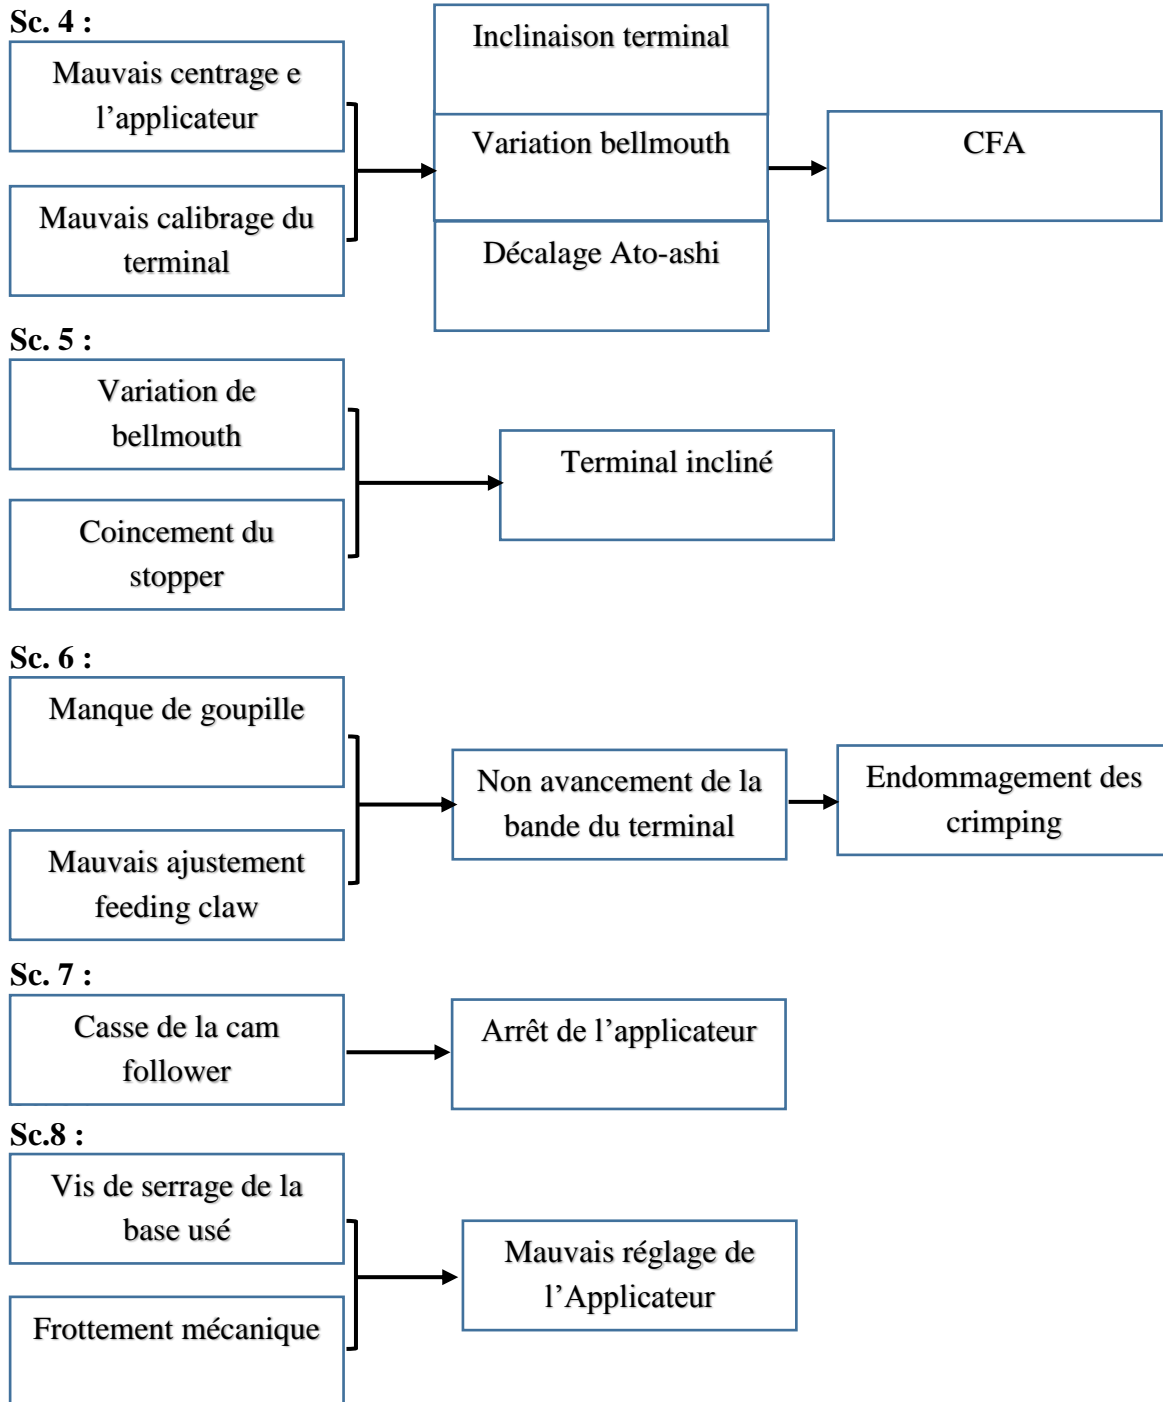 Sc. 4 :
Mauvais centrage e
l’applicateur
Mauvais calibrage du
terminal
Inclinaison terminal
Variation bellmouth
Décalage Ato-ashi
CFA
Sc. 5 :
Variation de
bellmouth
Coincement du
stopper
Terminal incliné
Sc. 6 :
Manque de goupille
Mauvais ajustement
feeding claw
Non avancement de la
bande du terminal
Endommagement des
crimping
Sc. 7 :
Casse de la cam
follower
Arrêt de l’applicateur
Sc.8 :
Vis de serrage de la
base usé
Frottement mécanique
Mauvais réglage de
l’Applicateur